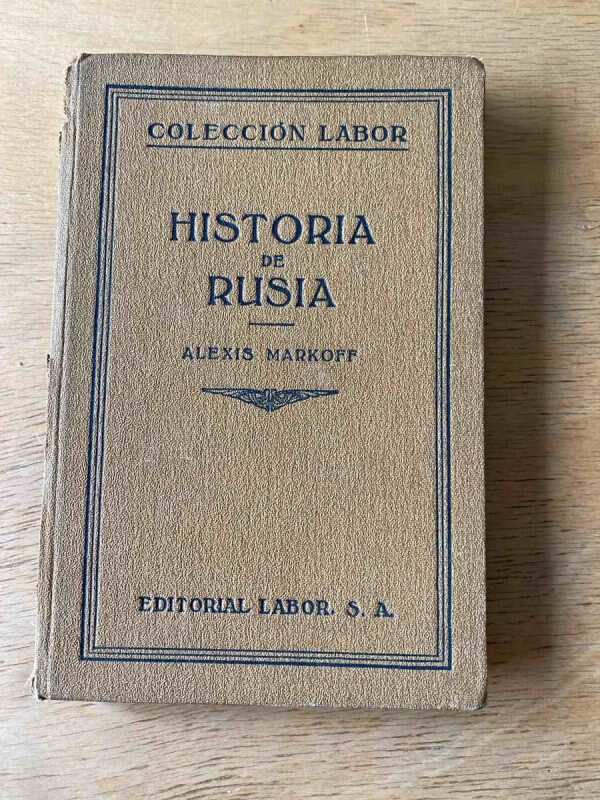 COLECCIÓN LABOR
HISTORIA
DE
RUSIA
ALEXIS MARKOFF
EDITORIAL LABOR. S. A.